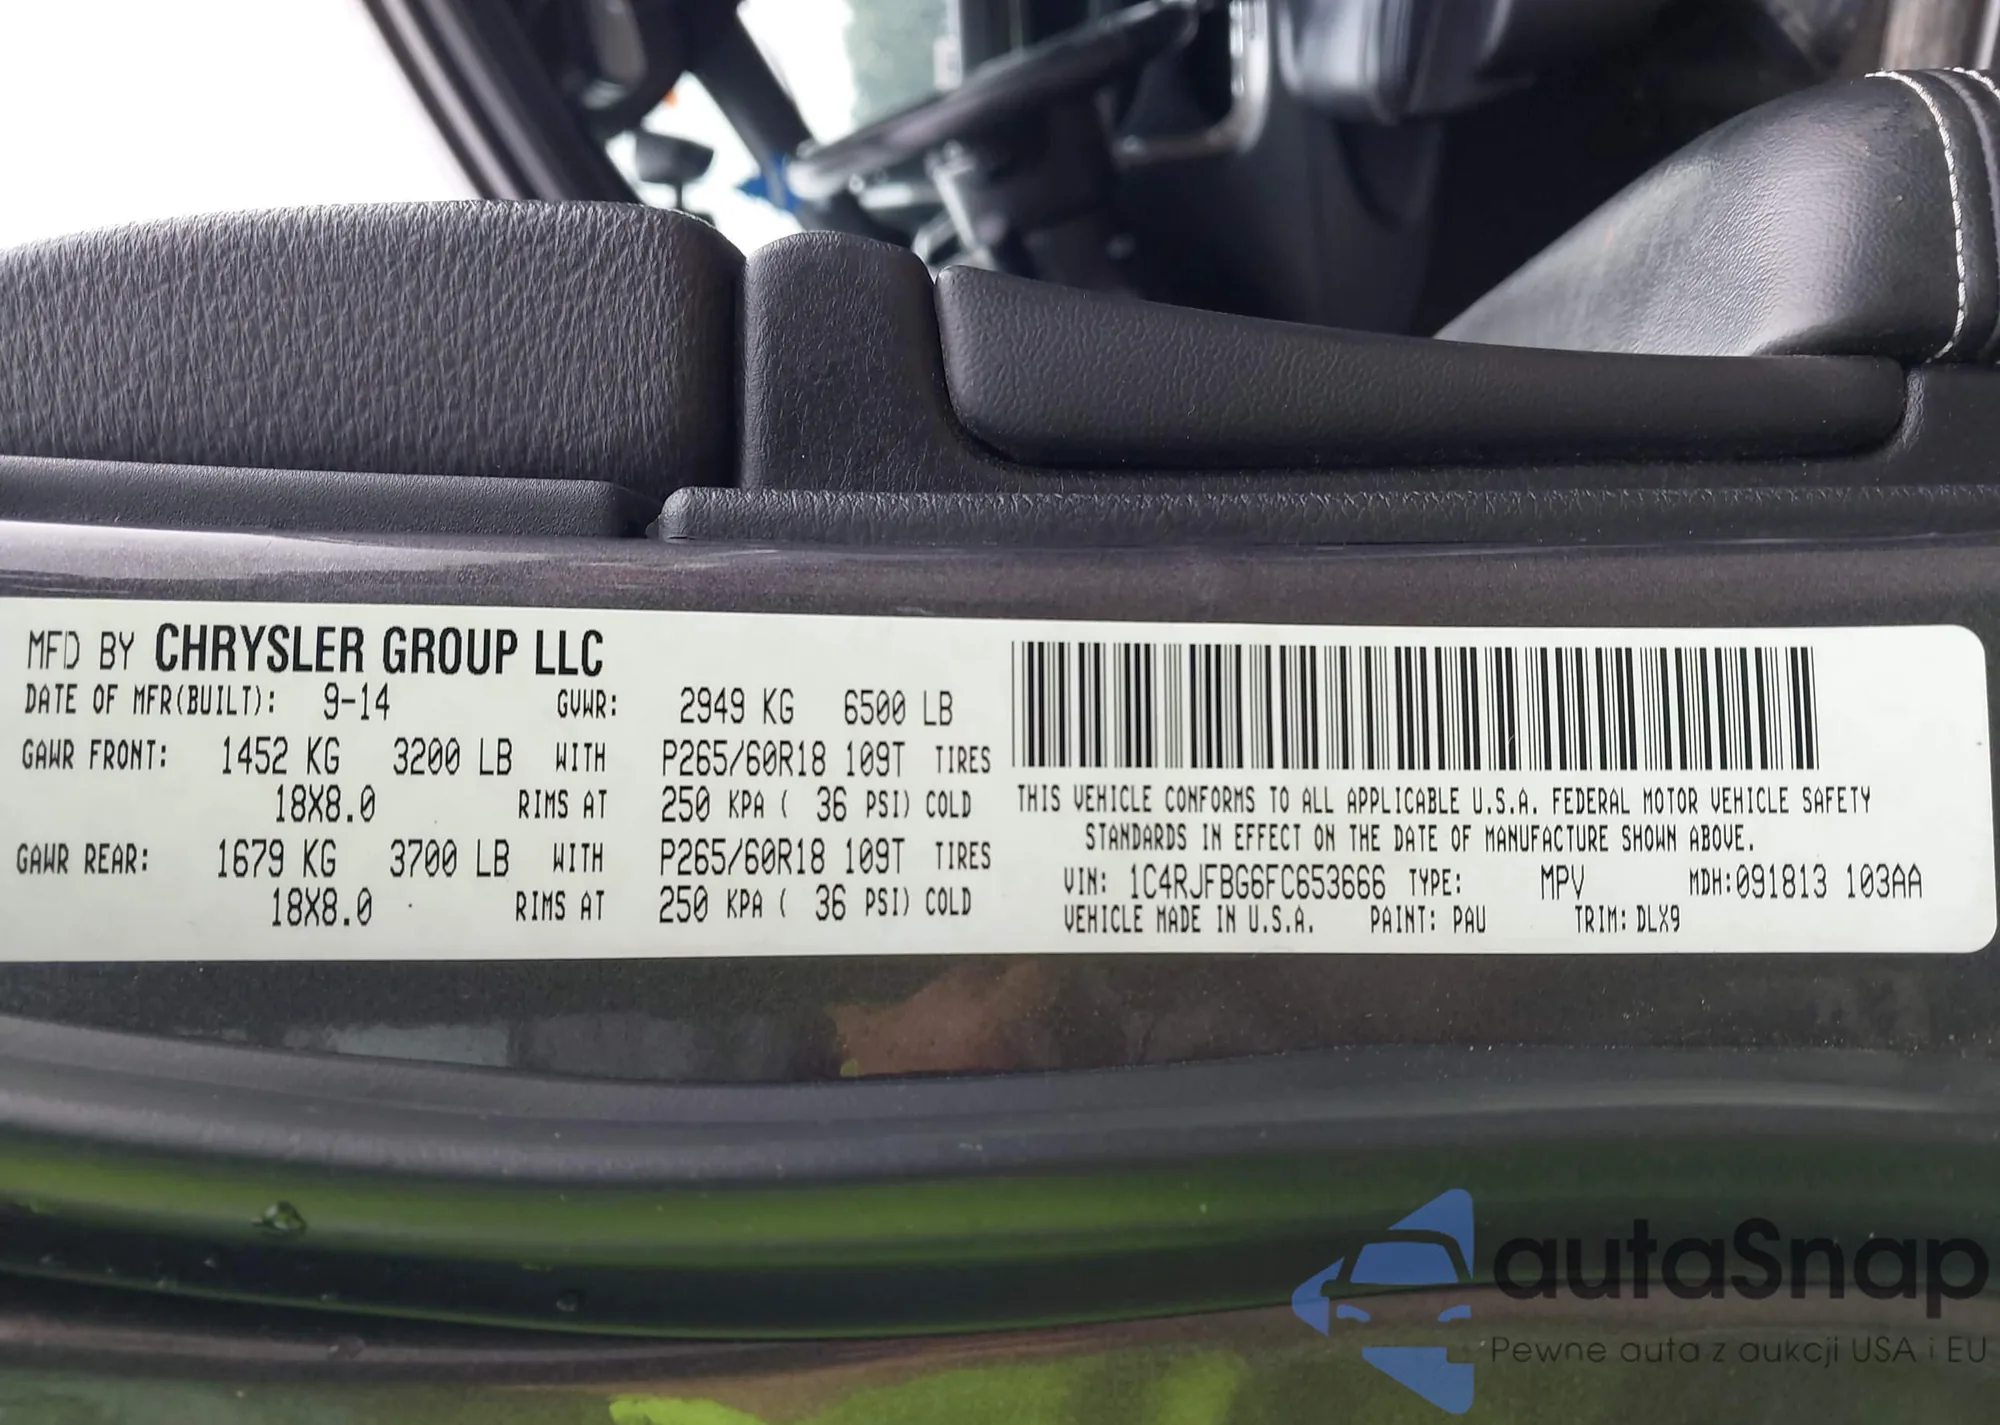 MFD BY CHRYSLER GROUP LLC
DATE OF MFR(BUILT): 9-14 GVWR: 2949 KG 6500 LB
GAWR FRONT: 1452 KG 3200 LB WITH P265/60R18 109T TIRES
18X8.0 RIMS AT 250 KPA ( 36 PSI) COLD
GAWR REAR: 1679 KG 3700 LB WITH P265/60R18 109T TIRES
18X8.0 RIMS AT 250 KPA ( 36 PSI) COLD
THIS VEHICLE CONFORMS TO ALL APPLICABLE U.S.A. FEDERAL MOTOR VEHICLE SAFETY
STANDARDS IN EFFECT ON THE DATE OF MANUFACTURE SHOWN ABOVE.
VIN: 1C4RJFBG6FC653666 TYPE: MPV MDH:091813 103AA
VEHICLE MADE IN U.S.A. PAINT: PAU TRIM: DLX9
autaSnap
Pewne auta z aukcji USA i EU